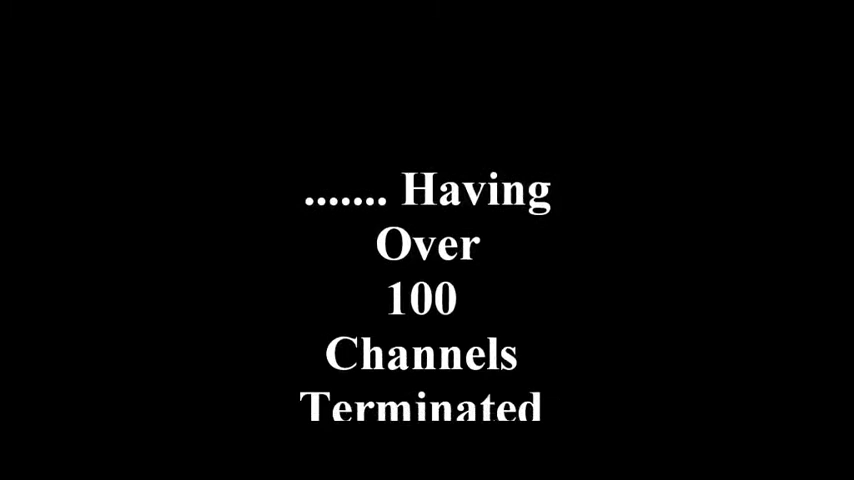 ....... Having
Over
100
Channels
Terminated